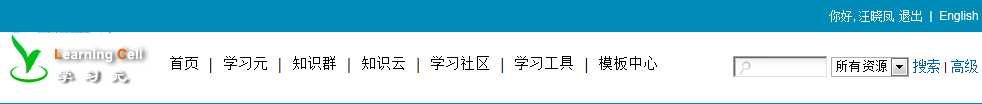 你好, 汪晓凤 退出 | English
Learning Cell
学习元
首页 | 学习元 | 知识群 | 知识云 | 学习社区 | 学习工具 | 模板中心
所有资源 搜索 | 高级